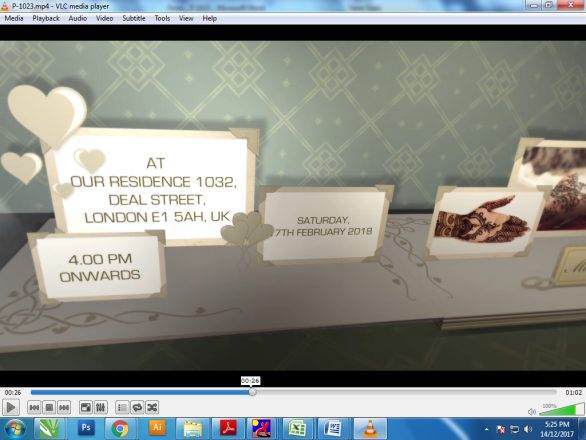 P-1023.mp4 - VLC media player
Media Playback Audio Video Subtitle Tools View Help
AT
OUR RESIDENCE 1032,
DEAL STREET,
LONDON E1 5AH, UK
4.00 PM
ONWARDS
SATURDAY,
7TH FEBRUARY 2018
00:26
00:26
01:02
100%
Ps
Ai
5:25 PM
14/12/2017